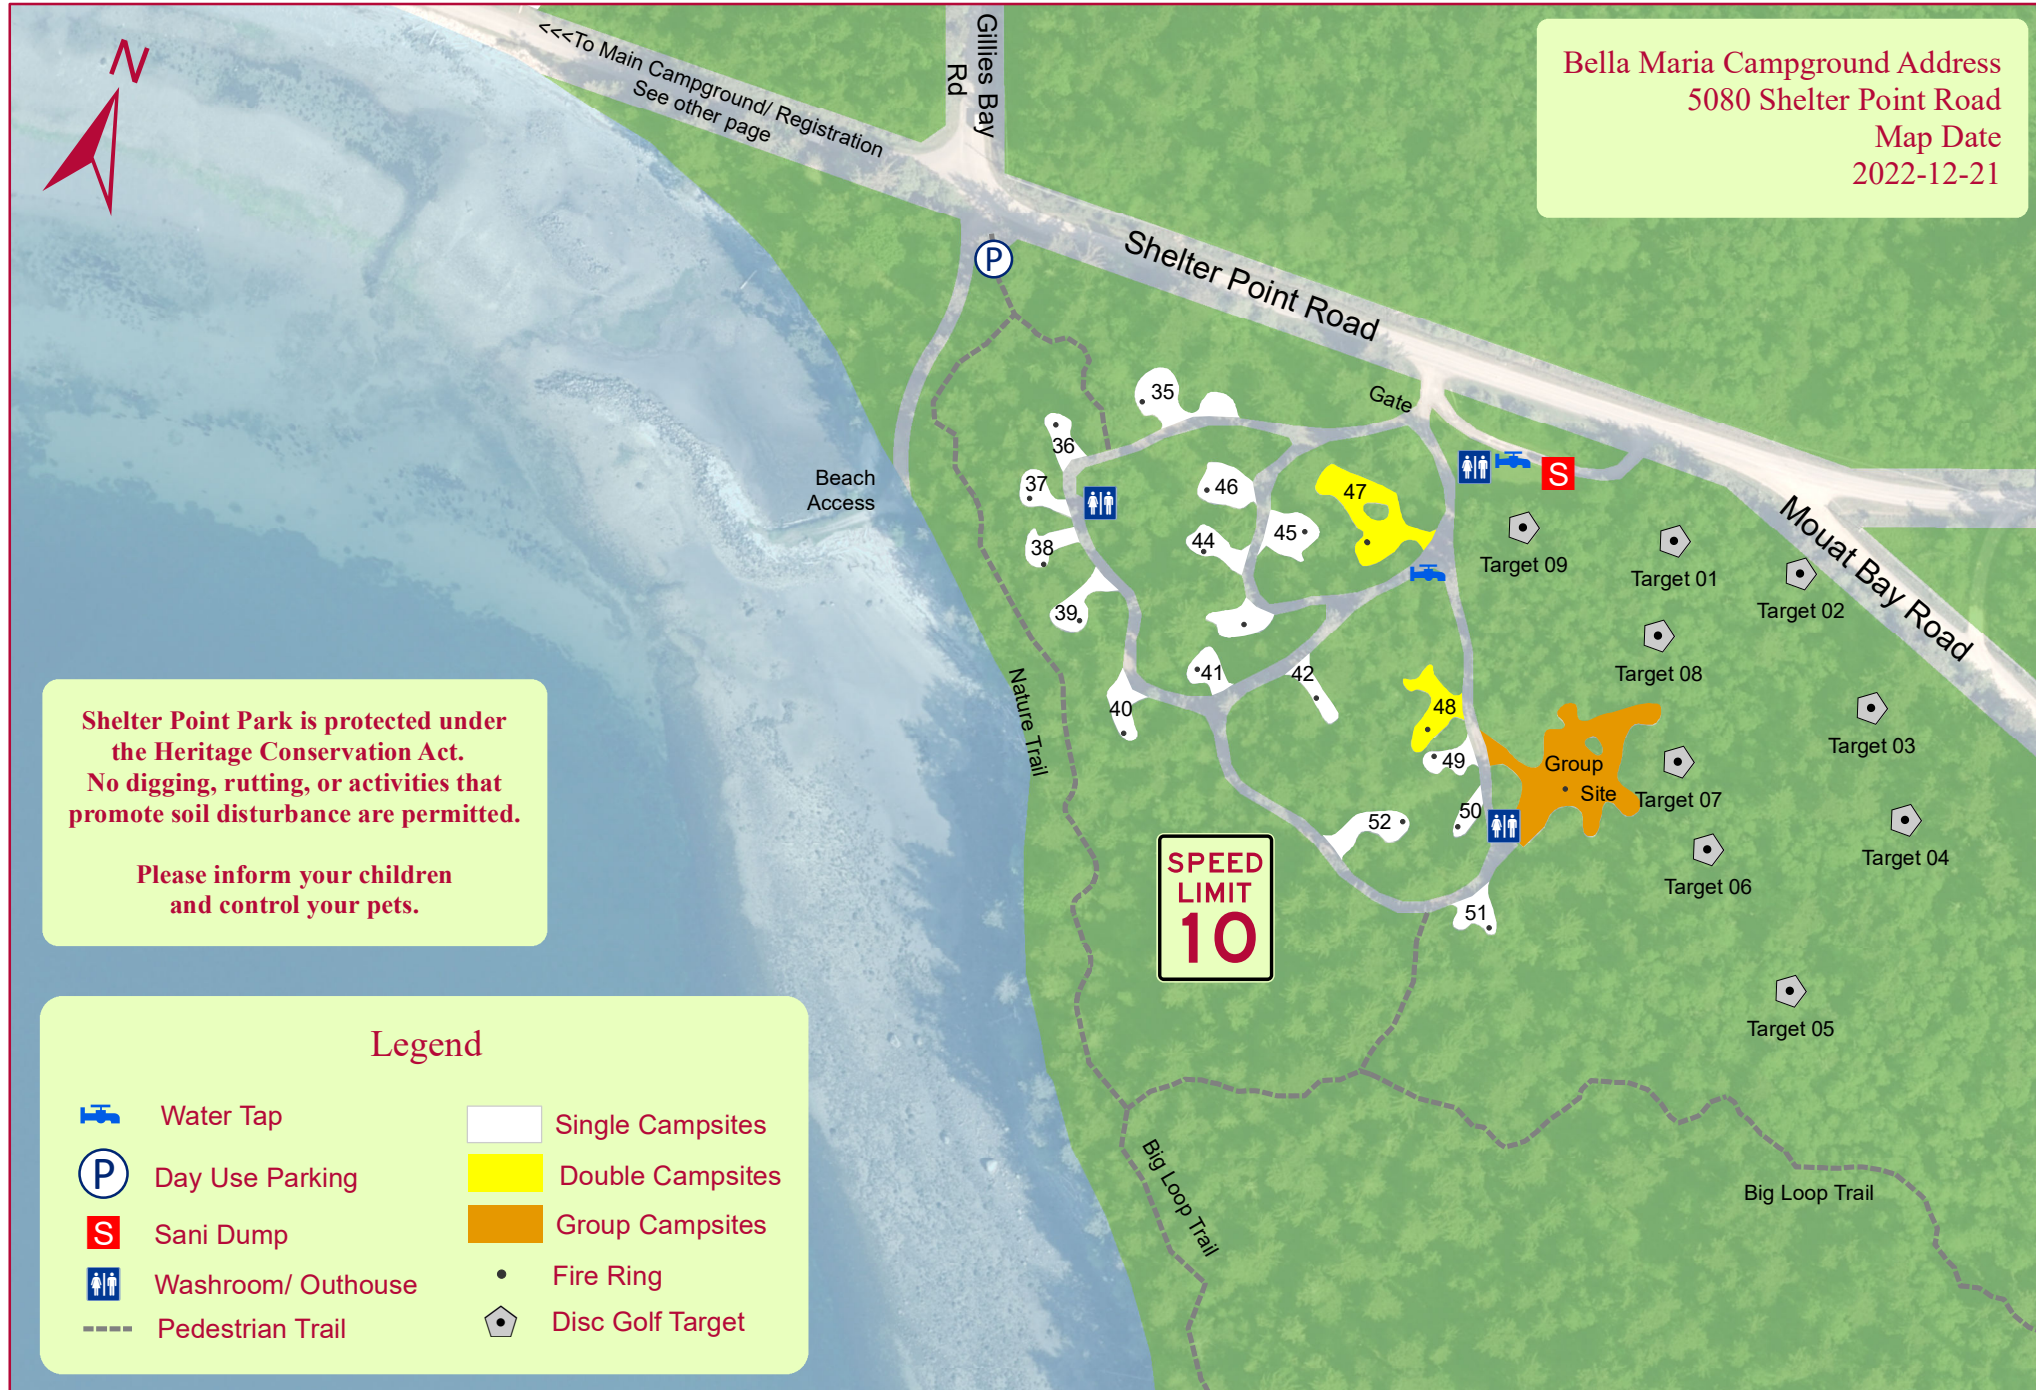 N
<<<To Main Campground/ Registration
See other page
Gillies Bay
Rd
Bella Maria Campground Address
5080 Shelter Point Road
Map Date
2022-12-21
P
Shelter Point Road
Gate
Mouat Bay Road
Beach
Access
Nature Trail
35
36
37
38
39
40
41
42
44
45
46
47
48
49
50
51
52
S
Group
Site
Target 09
Target 01
Target 02
Target 08
Target 03
Target 07
Target 04
Target 06
Target 05
SPEED
LIMIT
10
Big Loop Trail
Big Loop Trail
Shelter Point Park is protected under
the Heritage Conservation Act.
No digging, rutting, or activities that
promote soil disturbance are permitted.
Please inform your children
and control your pets.
Legend
Water Tap
P Day Use Parking
S Sani Dump
Washroom/ Outhouse
Pedestrian Trail
Single Campsites
Double Campsites
Group Campsites
Fire Ring
Disc Golf Target